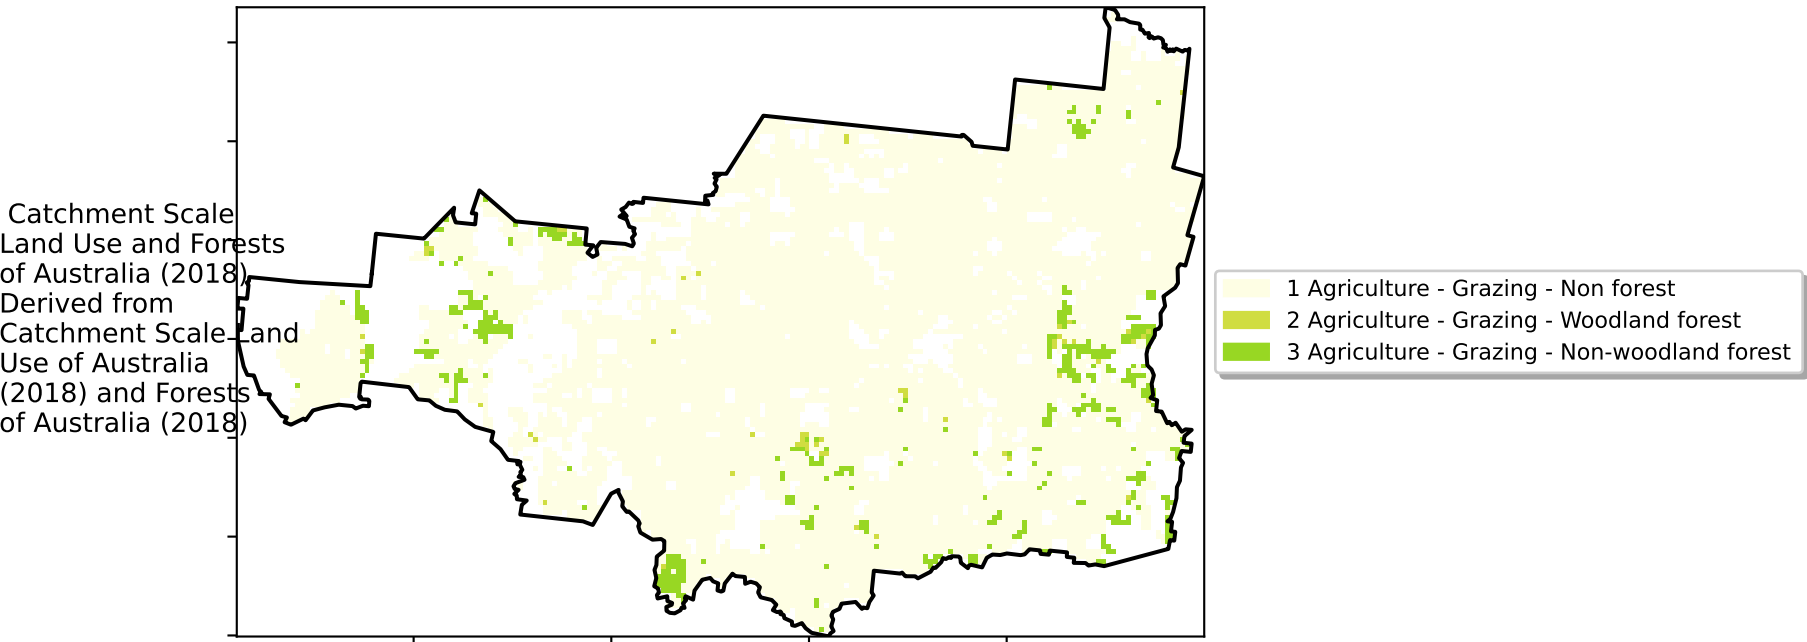 Catchment Scale
Land Use and Forests
of Australia (2018)
Derived from
Catchment Scale Land
Use of Australia
(2018) and Forests
of Australia (2018)
1 Agriculture - Grazing - Non forest
2 Agriculture - Grazing - Woodland forest
3 Agriculture - Grazing - Non-woodland forest